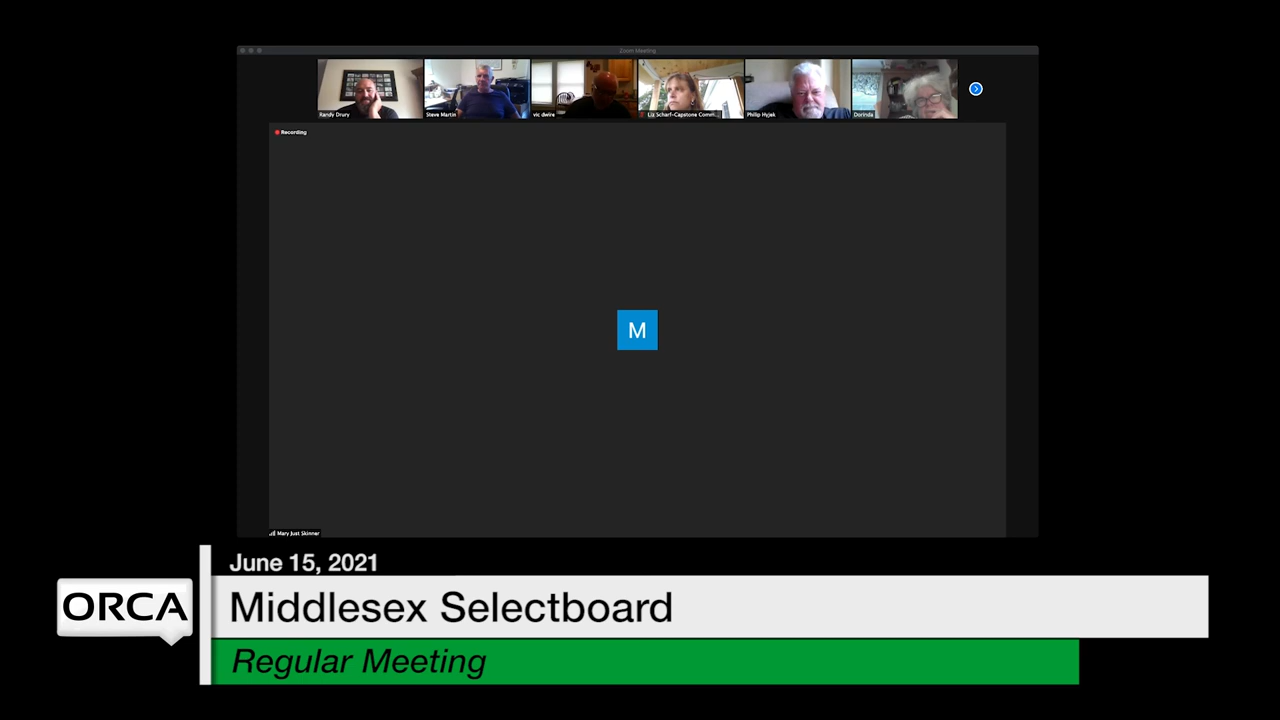 Zoom Meeting
Randy Drury
Steve Martin
vic dwire
Liz Scharf-Capstone Comm...
Philip Hyjek
Dorinda
Recording
M
Mary Just Skinner
June 15, 2021
ORCA
Middlesex Selectboard
Regular Meeting